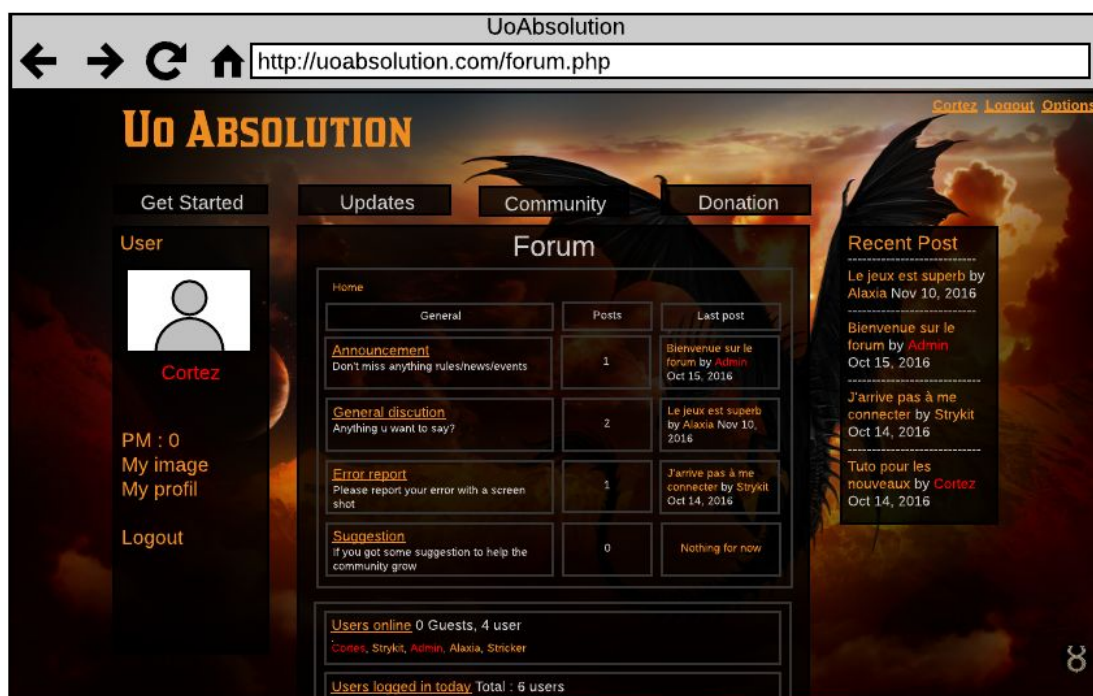 UoAbsolution
http://uoabsolution.com/forum.php
Cortez Logout Options
UO ABSOLUTION
Get Started
Updates
Community
Donation
User
Cortez
PM : 0
My image
My profil
Logout
Forum
Home
General
Posts
Last post
Announcement
Don't miss anything rules/news/events
1
Bienvenue sur le
forum by Admin
Oct 15, 2016
General discution
Anything u want to say?
2
Le jeux est superb
by Alaxia Nov 10,
2016
Error report
Please report your error with a screen
shot
1
J'arrive pas à me
connecter by Strykit
Oct 14, 2016
Suggestion
If you got some suggestion to help the
community grow
0
Nothing for now
Users online 0 Guests, 4 user
Cortes, Strykit, Admin, Alaxia, Stricker
Users logged in today Total : 6 users
Recent Post
Le jeux est superb by
Alaxia Nov 10, 2016
Bienvenue sur le
forum by Admin
Oct 15, 2016
J'arrive pas à me
connecter by Strykit
Oct 14, 2016
Tuto pour les
nouveaux by Cortez
Oct 14, 2016